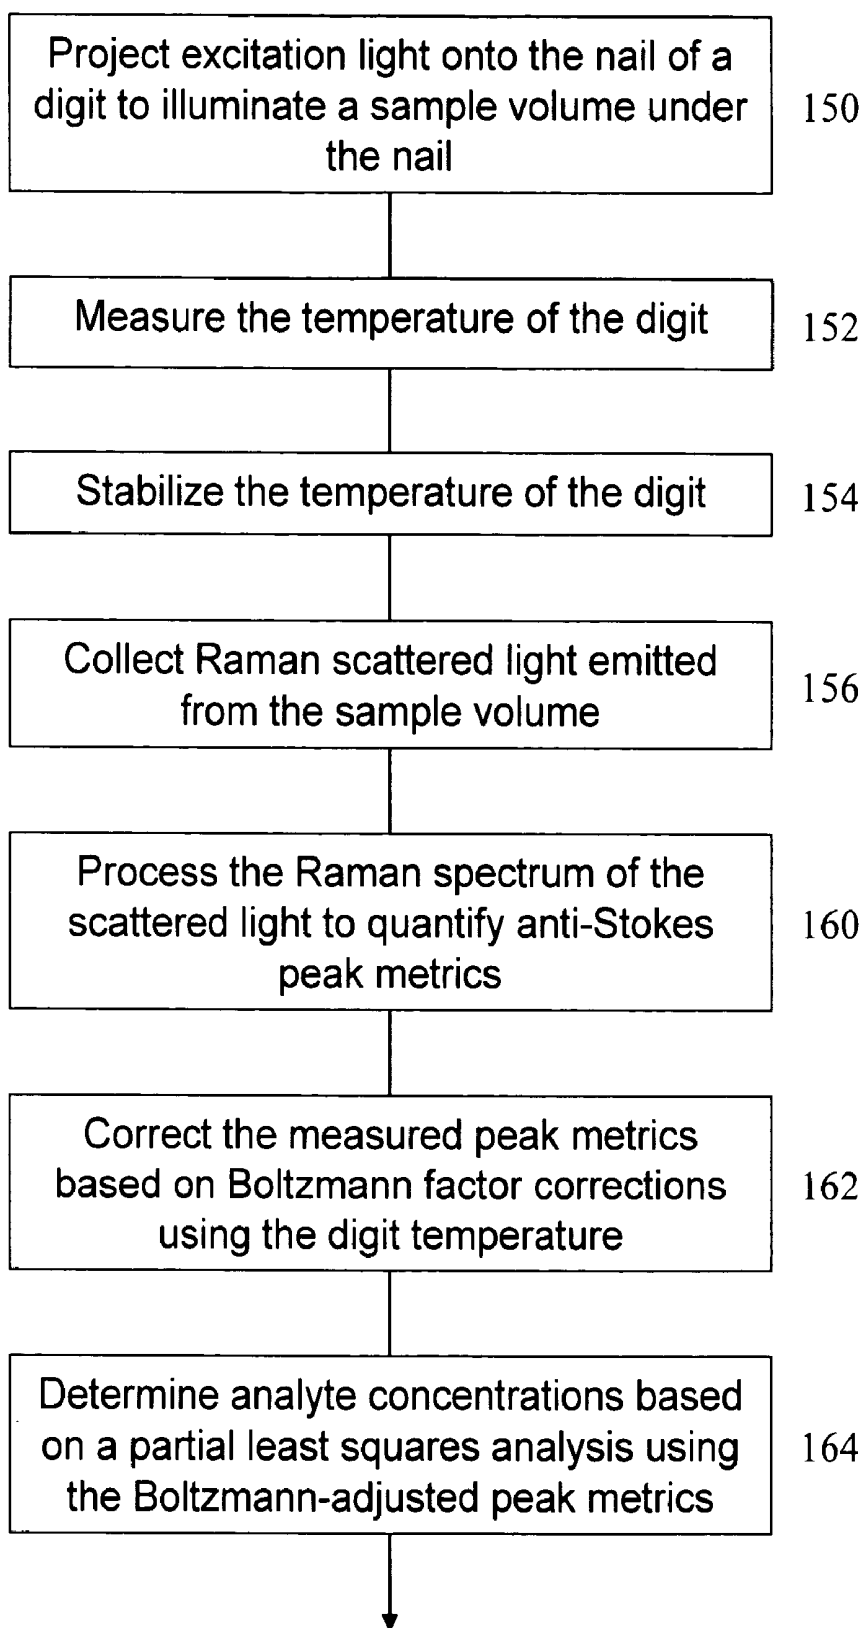 Project excitation light onto the nail of a
digit to illuminate a sample volume under
the nail
150
Measure the temperature of the digit
152
Stabilize the temperature of the digit
154
Collect Raman scattered light emitted
from the sample volume
156
Process the Raman spectrum of the
scattered light to quantify anti-Stokes
peak metrics
160
Correct the measured peak metrics
based on Boltzmann factor corrections
using the digit temperature
162
Determine analyte concentrations based
on a partial least squares analysis using
the Boltzmann-adjusted peak metrics
164